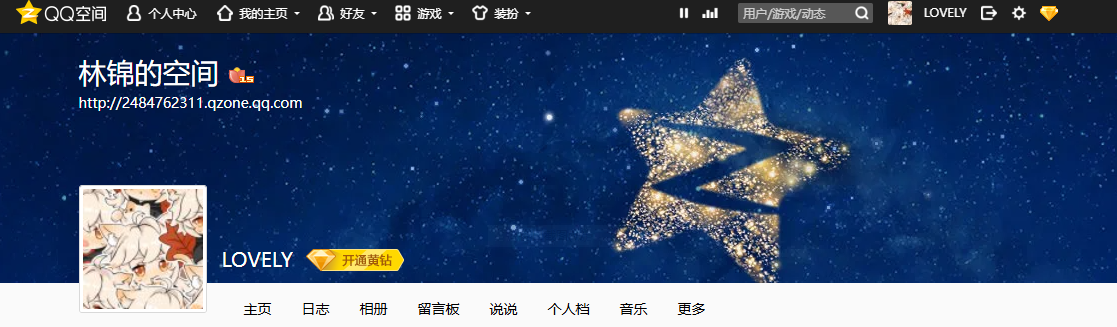 QQ空间 个人中心 我的主页 好友 游戏 装扮 用户/游戏/动态 LOVELY
林锦的空间 15
http://2484762311.qzone.qq.com
LOVELY 开通黄钻
主页 日志 相册 留言板 说说 个人档 音乐 更多